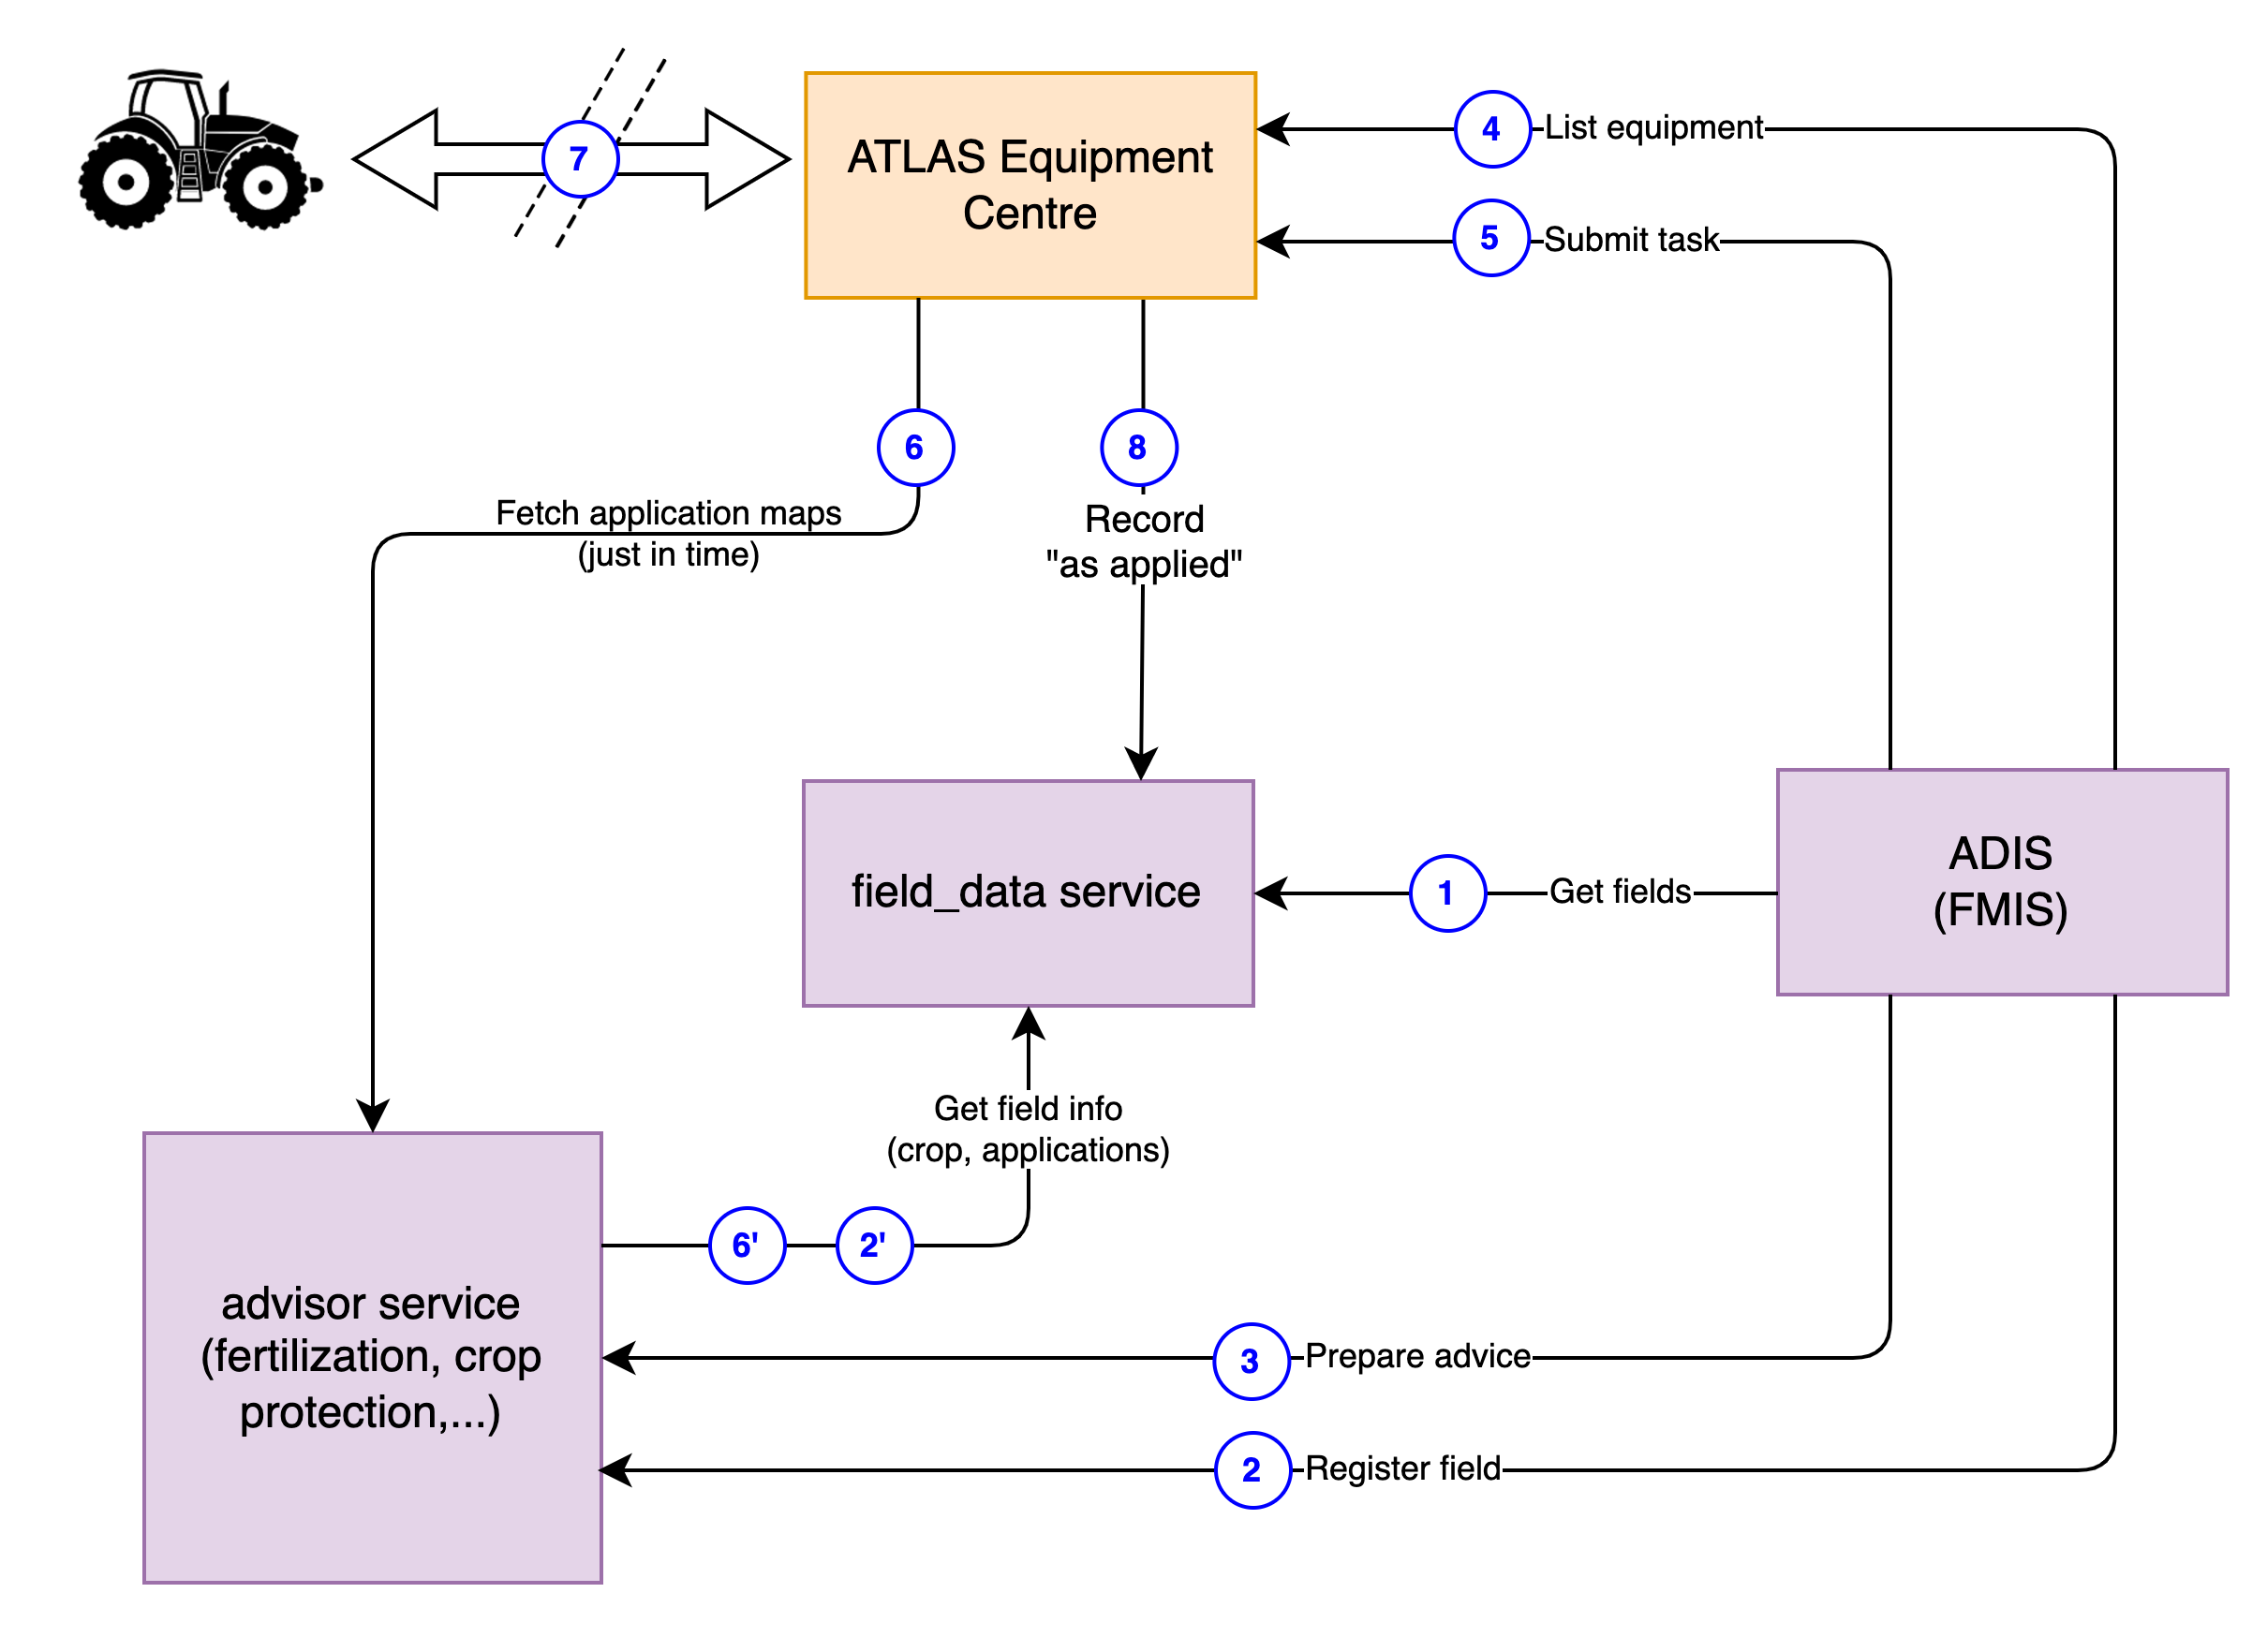 7
ATLAS Equipment
Centre
4
List equipment
5
Submit task
6
8
Fetch application maps
(just in time)
Record
"as applied"
field_data service
1
Get fields
ADIS
(FMIS)
Get field info
(crop, applications)
6'
2'
advisor service
(fertilization, crop
protection,...)
3
Prepare advice
2
Register field